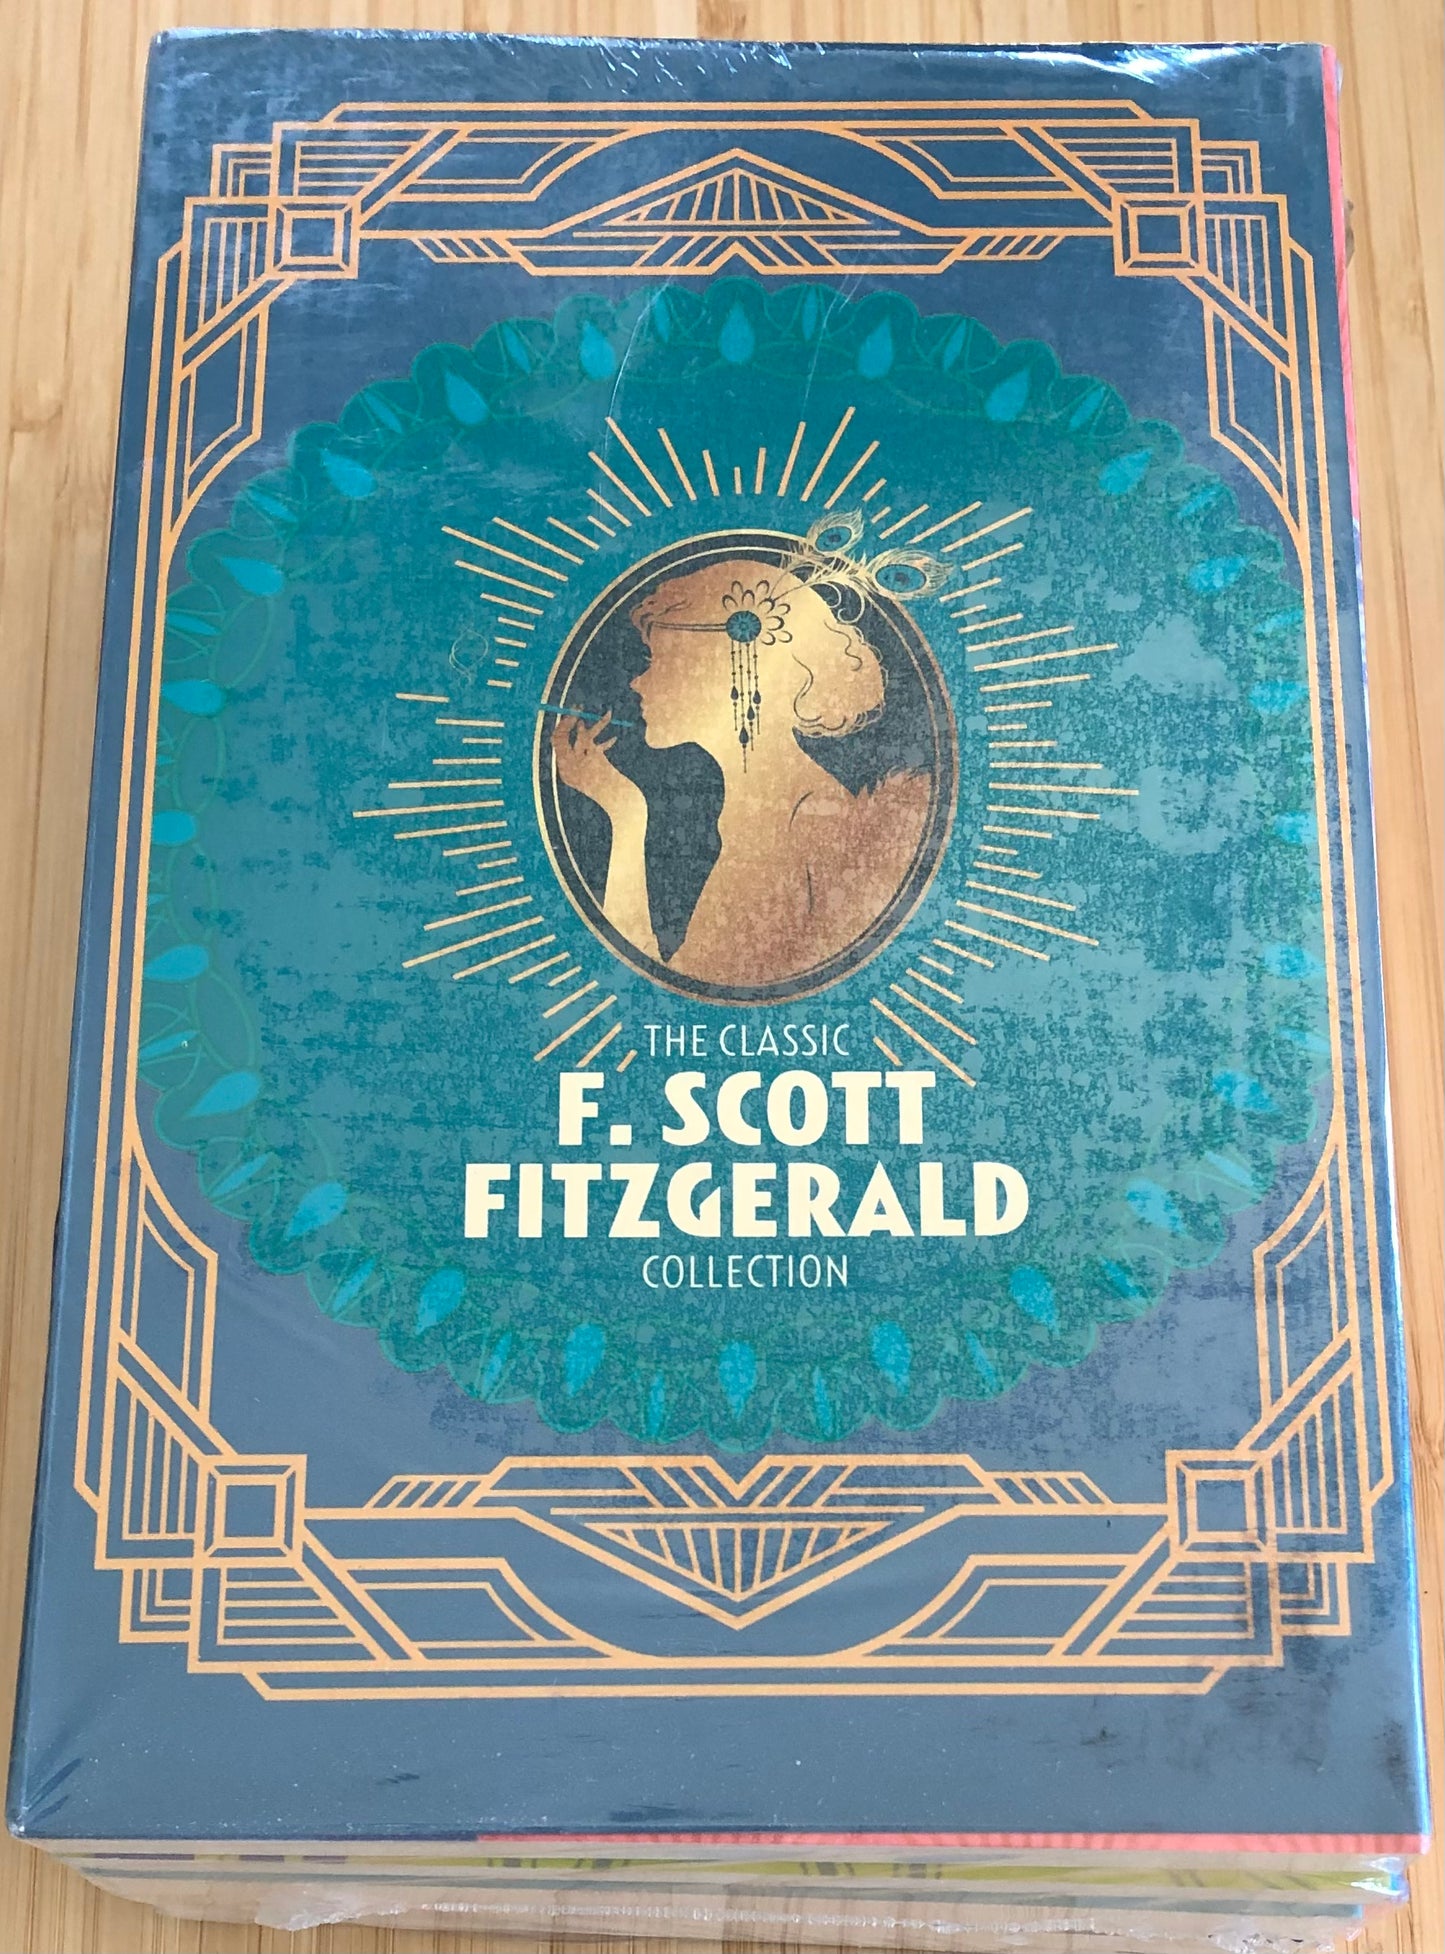 THE CLASSIC
F. SCOTT
FITZGERALD
COLLECTION